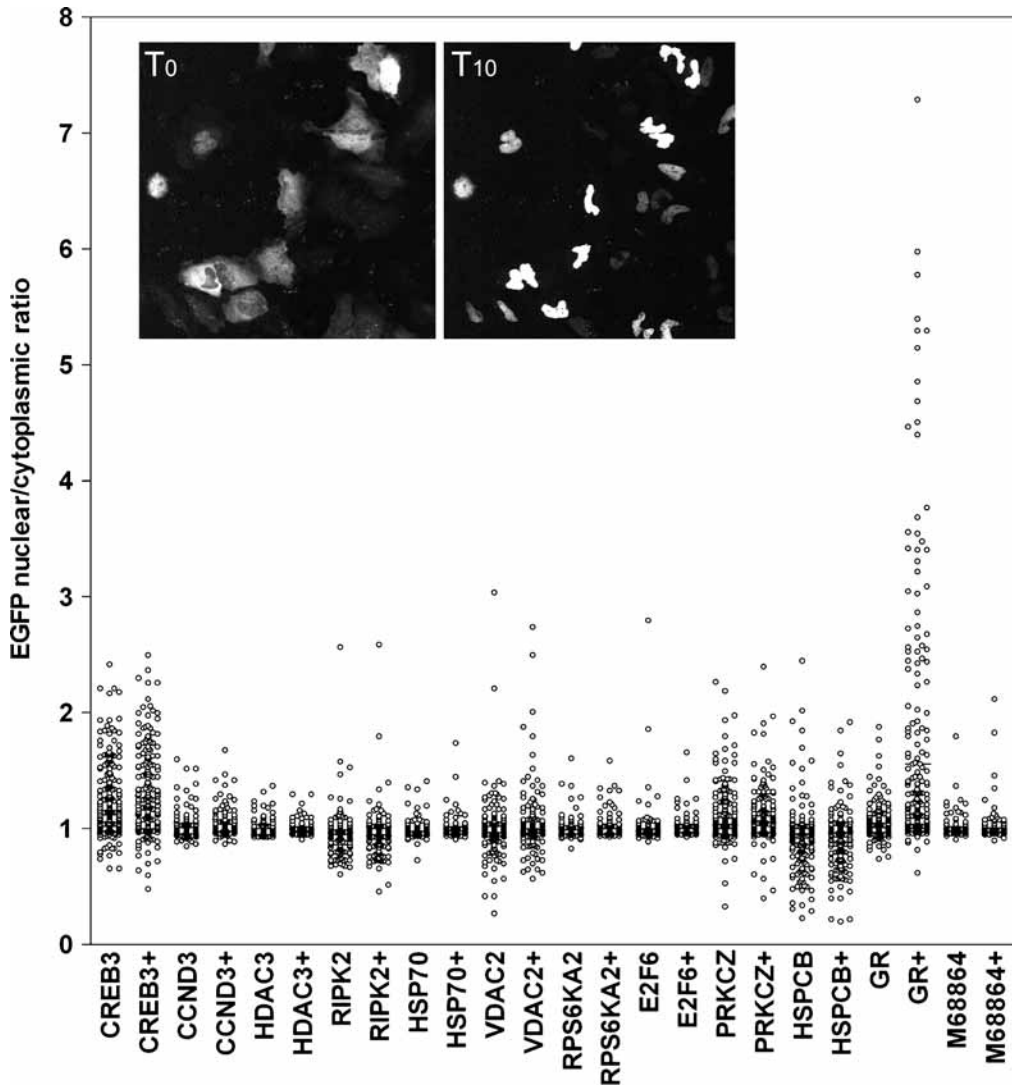 8
7
6
5
4
3
2
1
0
EGFP nuclear/cytoplasmic ratio
T0
T10
CREB3
CREB3+
CCND3
CCND3+
HDAC3
HDAC3+
RIPK2
RIPK2+
HSP70
HSP70+
VDAC2
VDAC2+
RPS6KA2
RPS6KA2+
E2F6
E2F6+
PRKCZ
PRKCZ+
HSPCB
HSPCB+
GR
GR+
M68864
M68864+